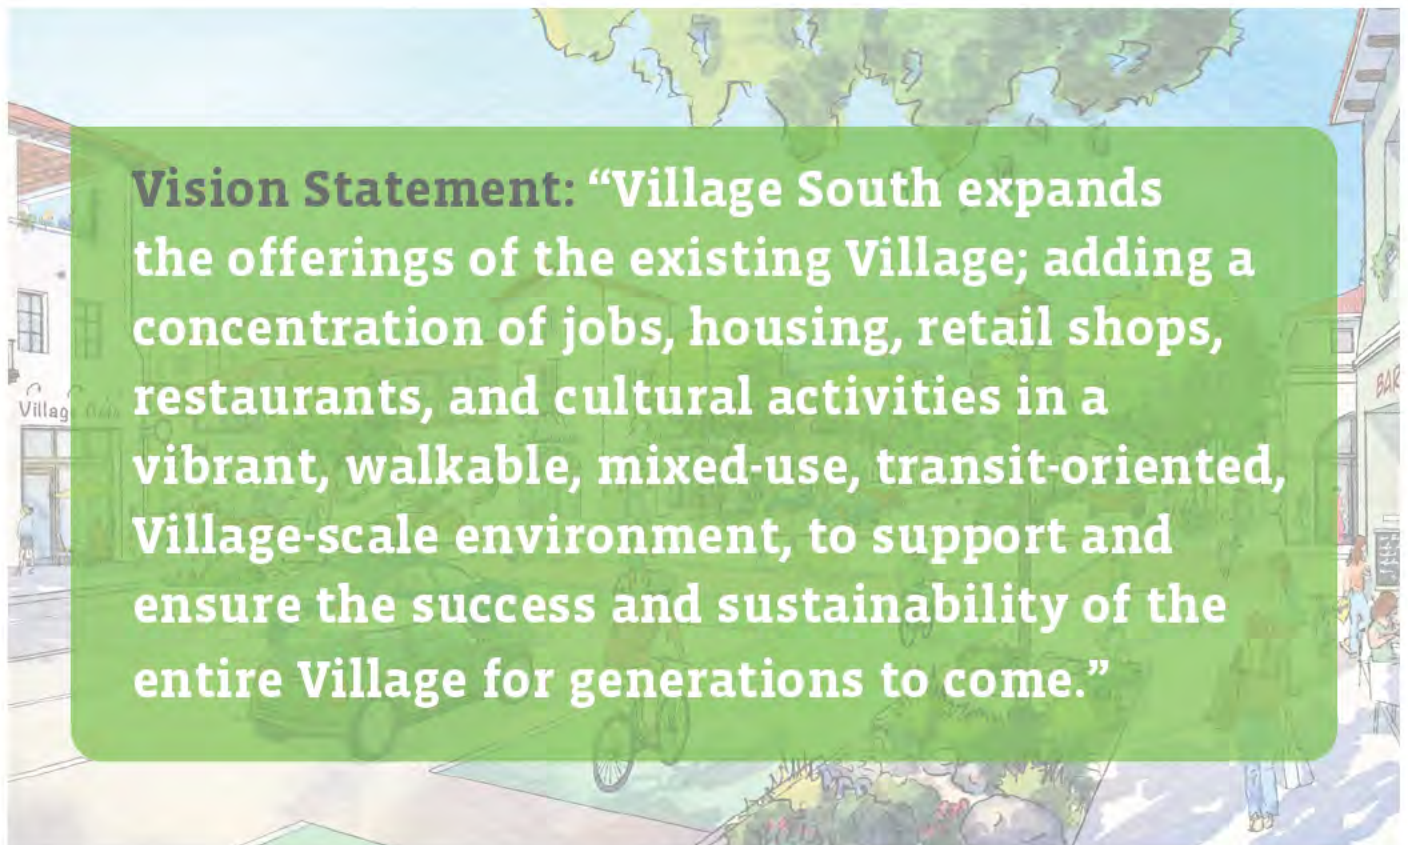 Vision Statement: “Village South expands
the offerings of the existing Village; adding a
concentration of jobs, housing, retail shops,
restaurants, and cultural activities in a
vibrant, walkable, mixed-use, transit-oriented,
Village-scale environment, to support and
ensure the success and sustainability of the
entire Village for generations to come.”
Village
BAR